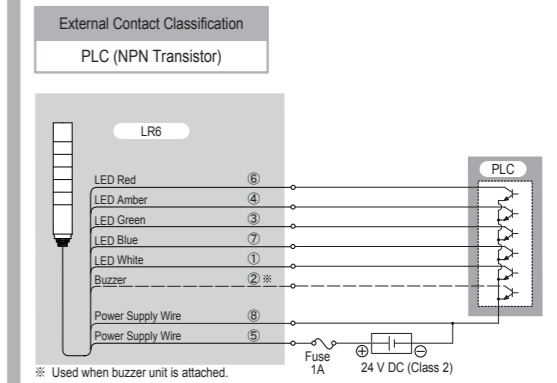 External Contact Classification
PLC (NPN Transistor)
LR6
PLC
LED Red ⑥
LED Amber ④
LED Green ③
LED Blue ⑦
LED White ①
Buzzer ②※
Power Supply Wire ⑧
Power Supply Wire ⑤
Fuse
1A
⊕ ⊖
24 V DC (Class 2)
※ Used when buzzer unit is attached.